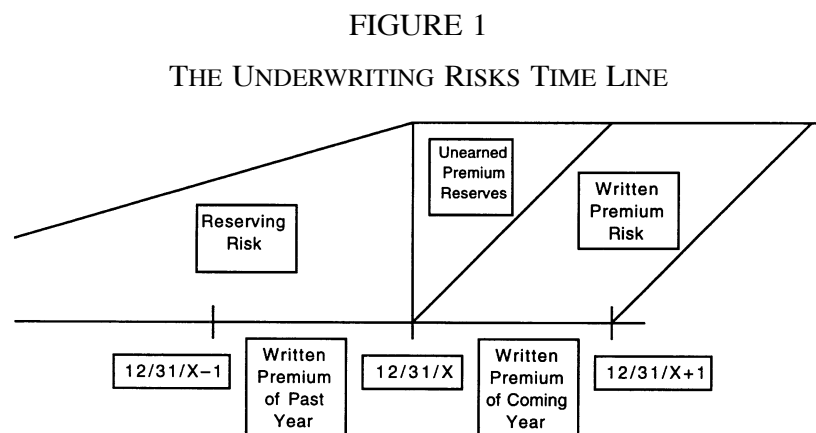 FIGURE 1
THE UNDERWRITING RISKS TIME LINE
Unearned
Premium
Reserves
Written
Premium
Risk
Reserving
Risk
12/31/X–1
Written
Premium
of Past
Year
12/31/X
Written
Premium
of Coming
Year
12/31/X+1